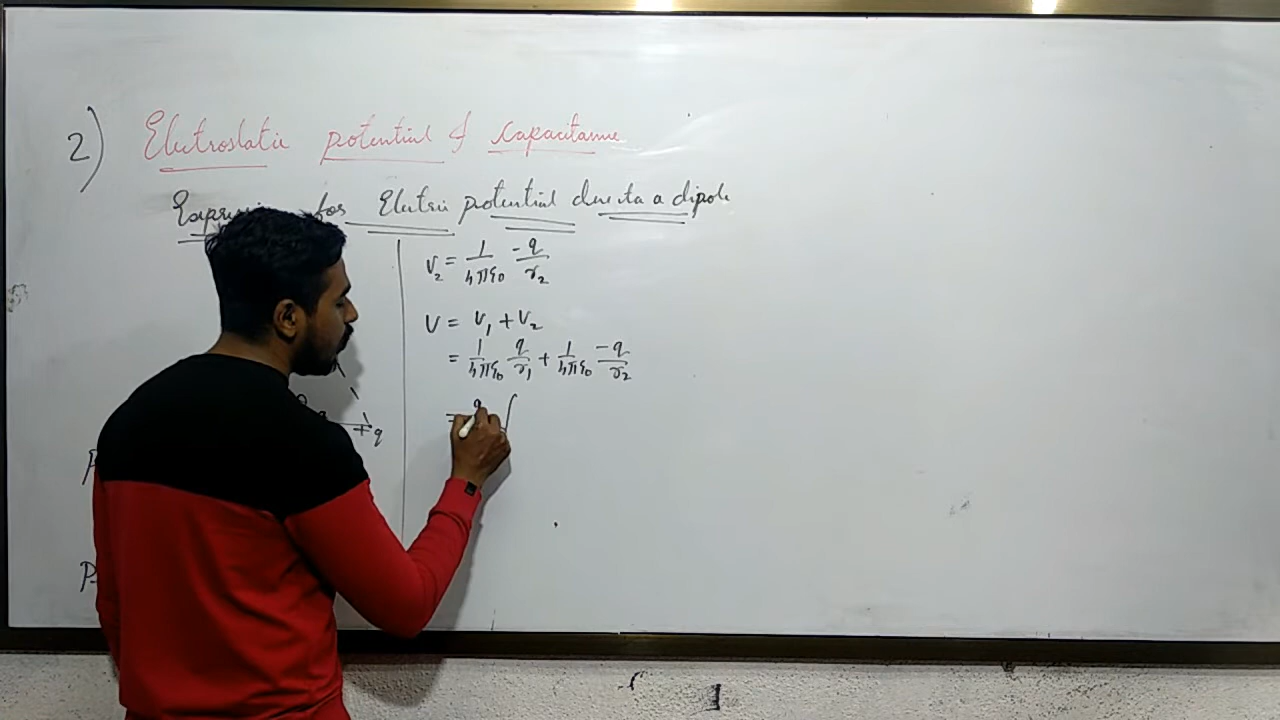 2) Electrostatic potential & Capacitance
for Electric potential due to a dipole
+q
V₂ = 1/4πε₀ -q/r₂
V = V₁ + V₂
= 1/4πε₀ q/r₁ + 1/4πε₀ -q/r₂
= q
P
P-